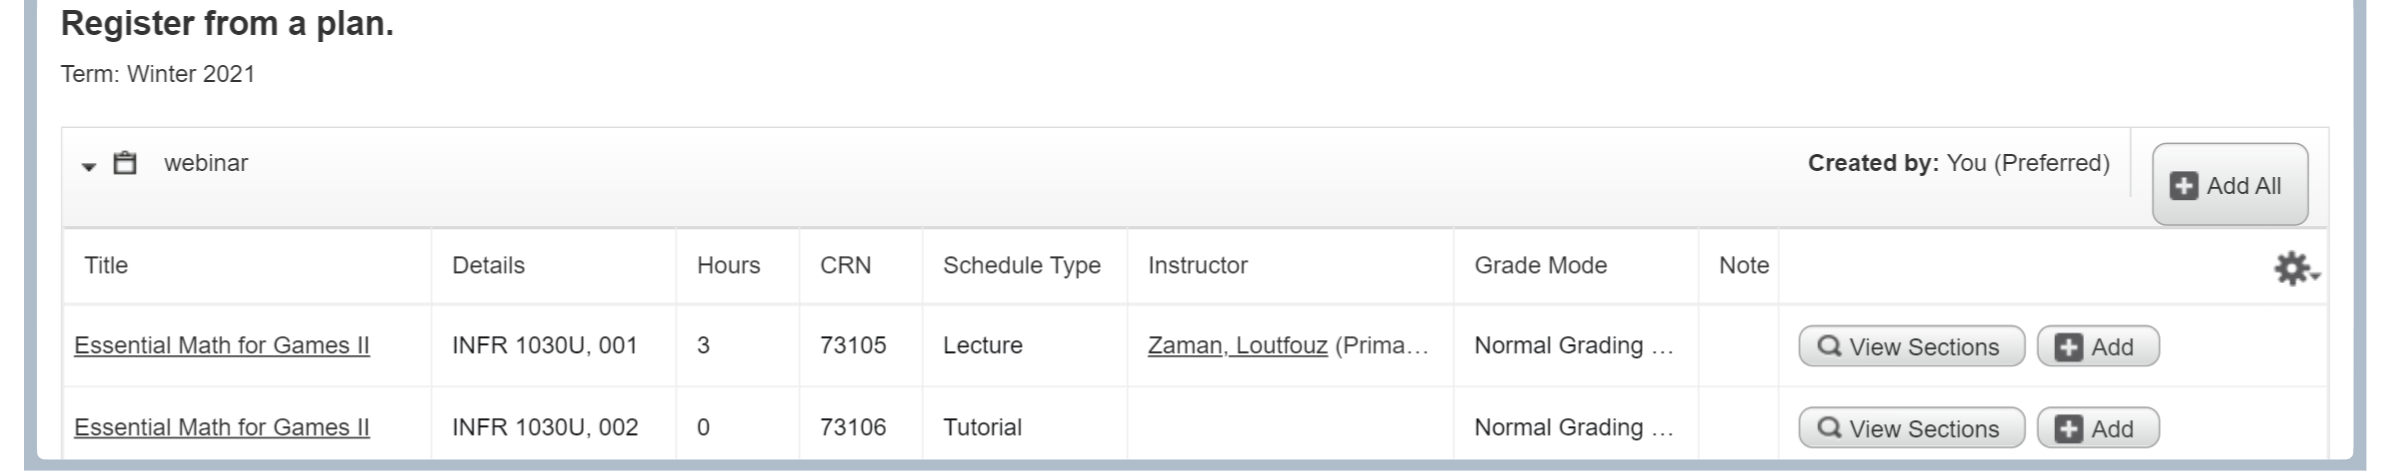 Register from a plan.
Term: Winter 2021
webinar Created by: You (Preferred) Add All
Title Details Hours CRN Schedule Type Instructor Grade Mode Note
Essential Math for Games II INFR 1030U, 001 3 73105 Lecture Zaman, Loutfouz (Prima… Normal Grading … View Sections Add
Essential Math for Games II INFR 1030U, 002 0 73106 Tutorial Normal Grading … View Sections Add